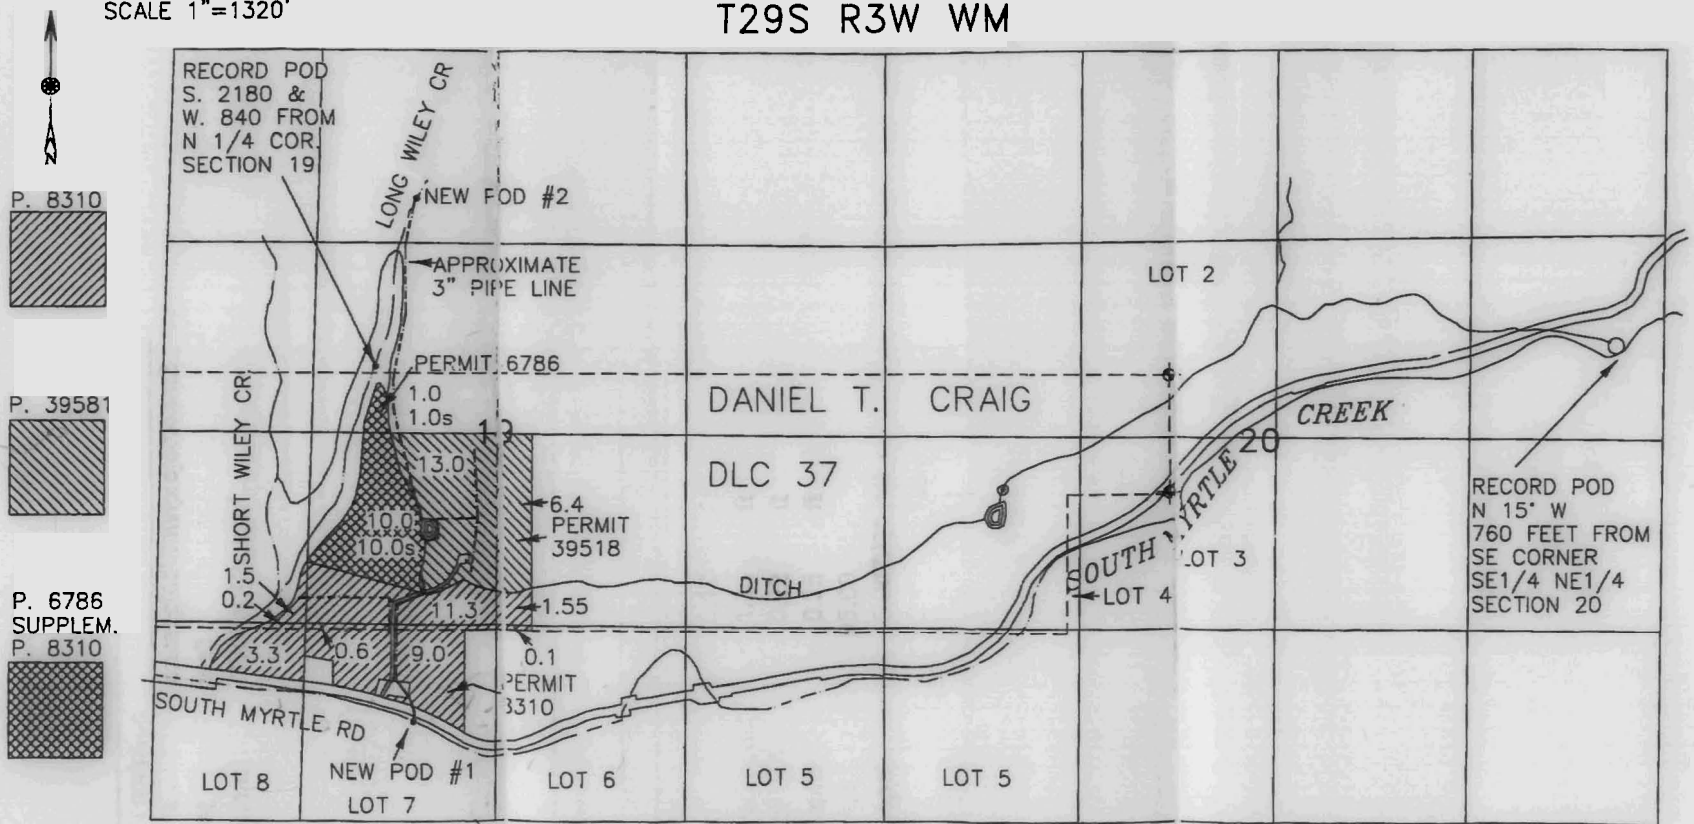 SCALE 1"=1320'
T29S R3W WM
N
P. 8310
P. 39581
P. 6786
SUPPLEM.
P. 8310
RECORD POD
S. 2180 &
W. 840 FROM
N 1/4 COR.
SECTION 19
LONG WILEY CR
NEW POD #2
APPROXIMATE
3" PIPE LINE
LOT 2
PERMIT 6786
1.0
1.0s
DANIEL T. CRAIG
CREEK
19
20
SHORT WILEY CR.
13.0
DLC 37
6.4
PERMIT
39518
10.0
10.0s
SOUTH MYRTLE
RECORD POD
N 15° W
760 FEET FROM
SE CORNER
SE1/4 NE1/4
SECTION 20
LOT 3
DITCH
LOT 4
1.5
0.2
11.3
1.55
3.3
0.6
9.0
0.1
PERMIT
8310
SOUTH MYRTLE RD
NEW POD #1
LOT 8
LOT 7
LOT 6
LOT 5
LOT 5